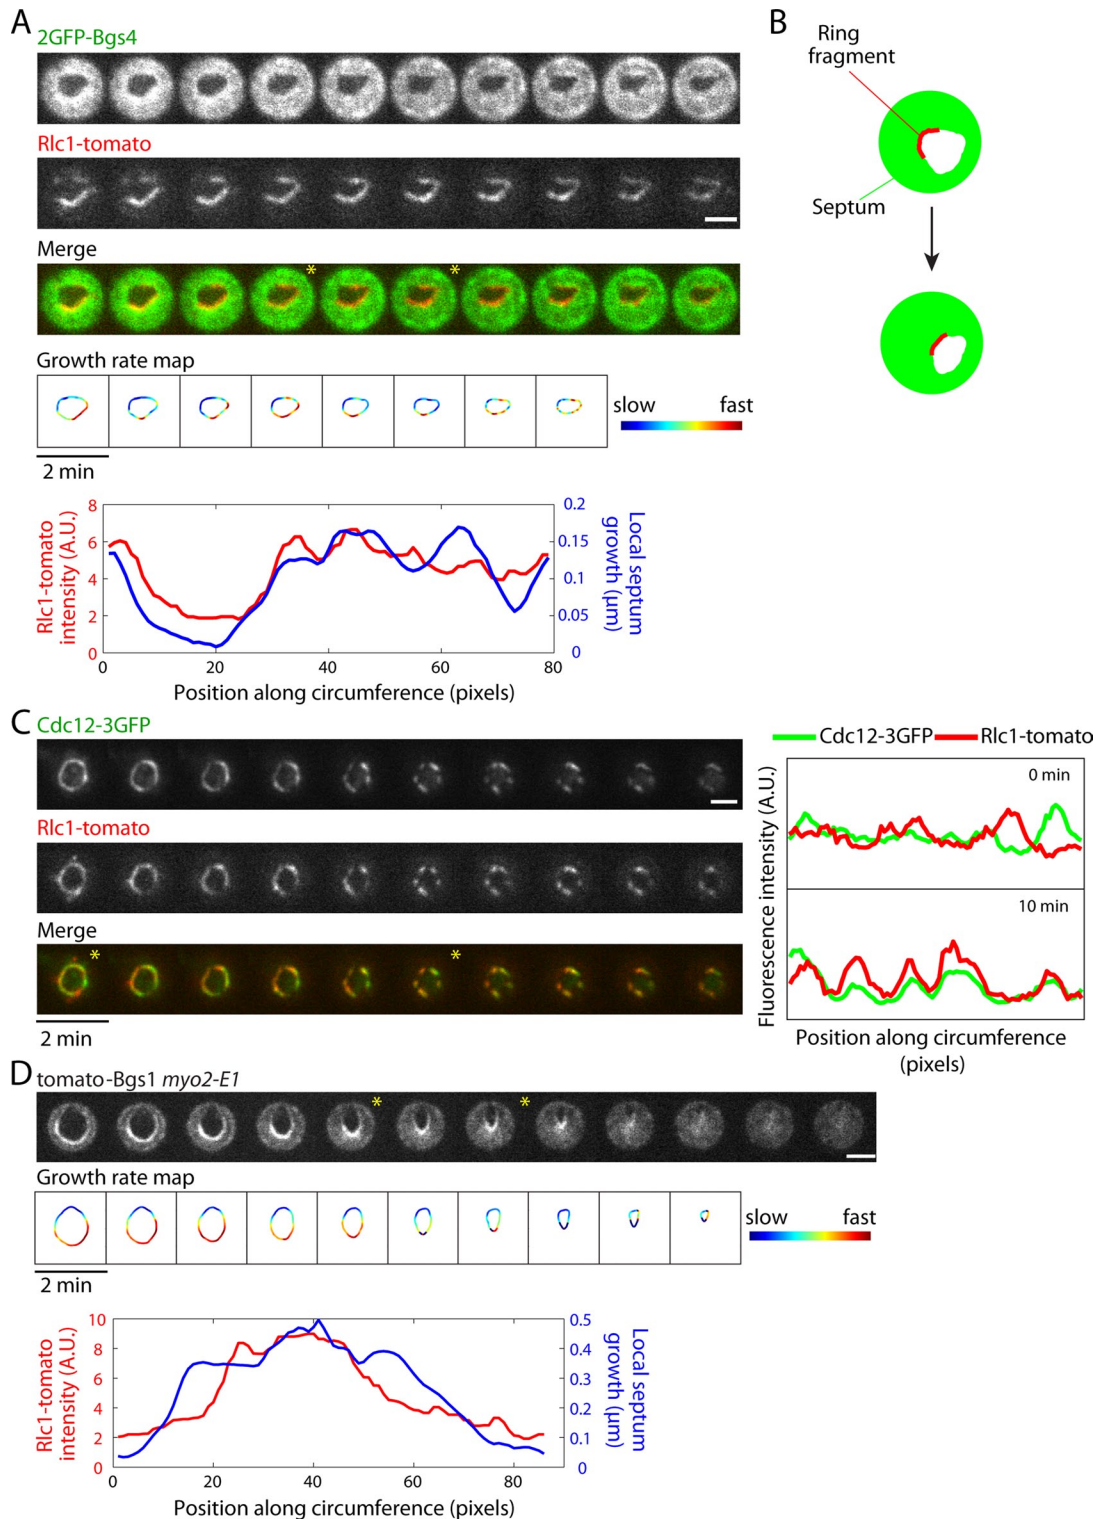 A
2GFP-Bgs4
Rlc1-tomato
Merge
*
*
Growth rate map
slow
fast
2 min
8
6
4
2
0
Rlc1-tomato
intensity (A.U.)
0.2
0.15
0.1
0.05
0
Local septum
growth (µm)
0
20
40
60
80
Position along circumference (pixels)
B
Ring
fragment
Septum
C
Cdc12-3GFP
Rlc1-tomato
Merge
*
*
2 min
Cdc12-3GFP
Rlc1-tomato
Fluorescence intensity (A.U.)
0 min
10 min
Position along circumference
(pixels)
D
tomato-Bgs1 myo2-E1
*
*
Growth rate map
slow
fast
2 min
10
8
6
4
2
0
Rlc1-tomato
intensity (A.U.)
0.5
0.4
0.3
0.2
0.1
0
Local septum
growth (µm)
0
20
40
60
80
Position along circumference (pixels)